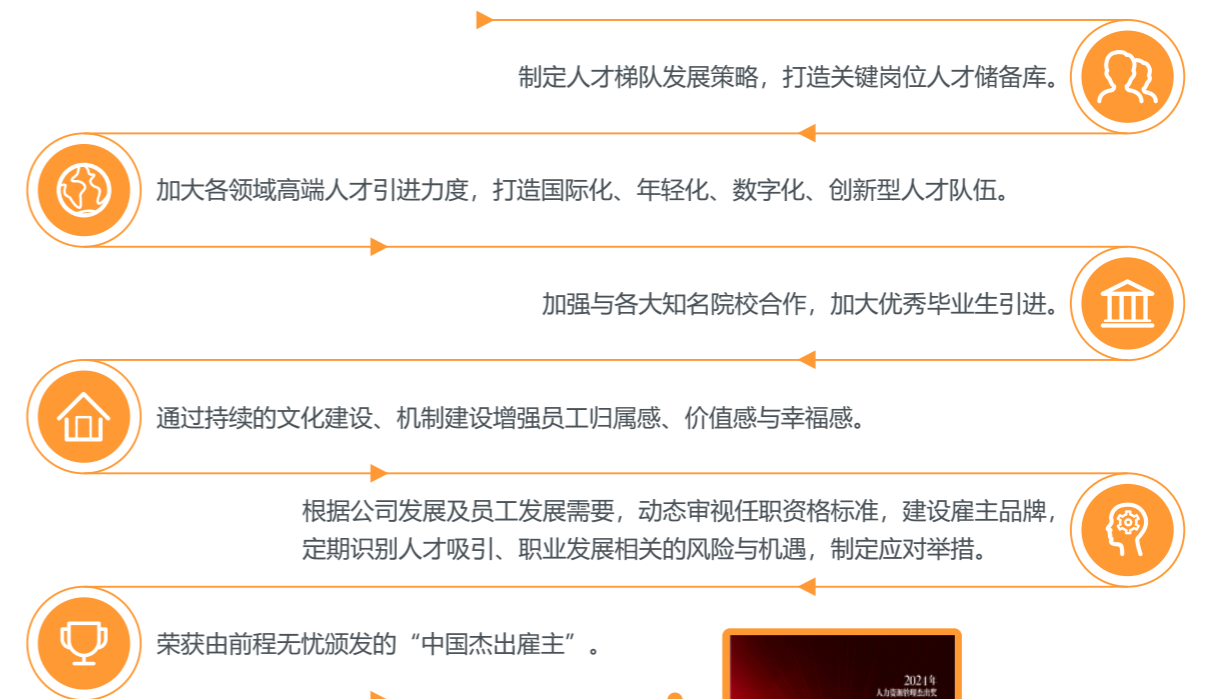 制定人才梯队发展策略，打造关键岗位人才储备库。
加大各领域高端人才引进力度，打造国际化、年轻化、数字化、创新型人才队伍。
加强与各大知名院校合作，加大优秀毕业生引进。
通过持续的文化建设、机制建设增强员工归属感、价值感与幸福感。
根据公司发展及员工发展需要，动态审视任职资格标准，建设雇主品牌，
定期识别人才吸引、职业发展相关的风险与机遇，制定应对举措。
荣获由前程无忧颁发的“中国杰出雇主”。
2021年
人力资源管理杰出奖